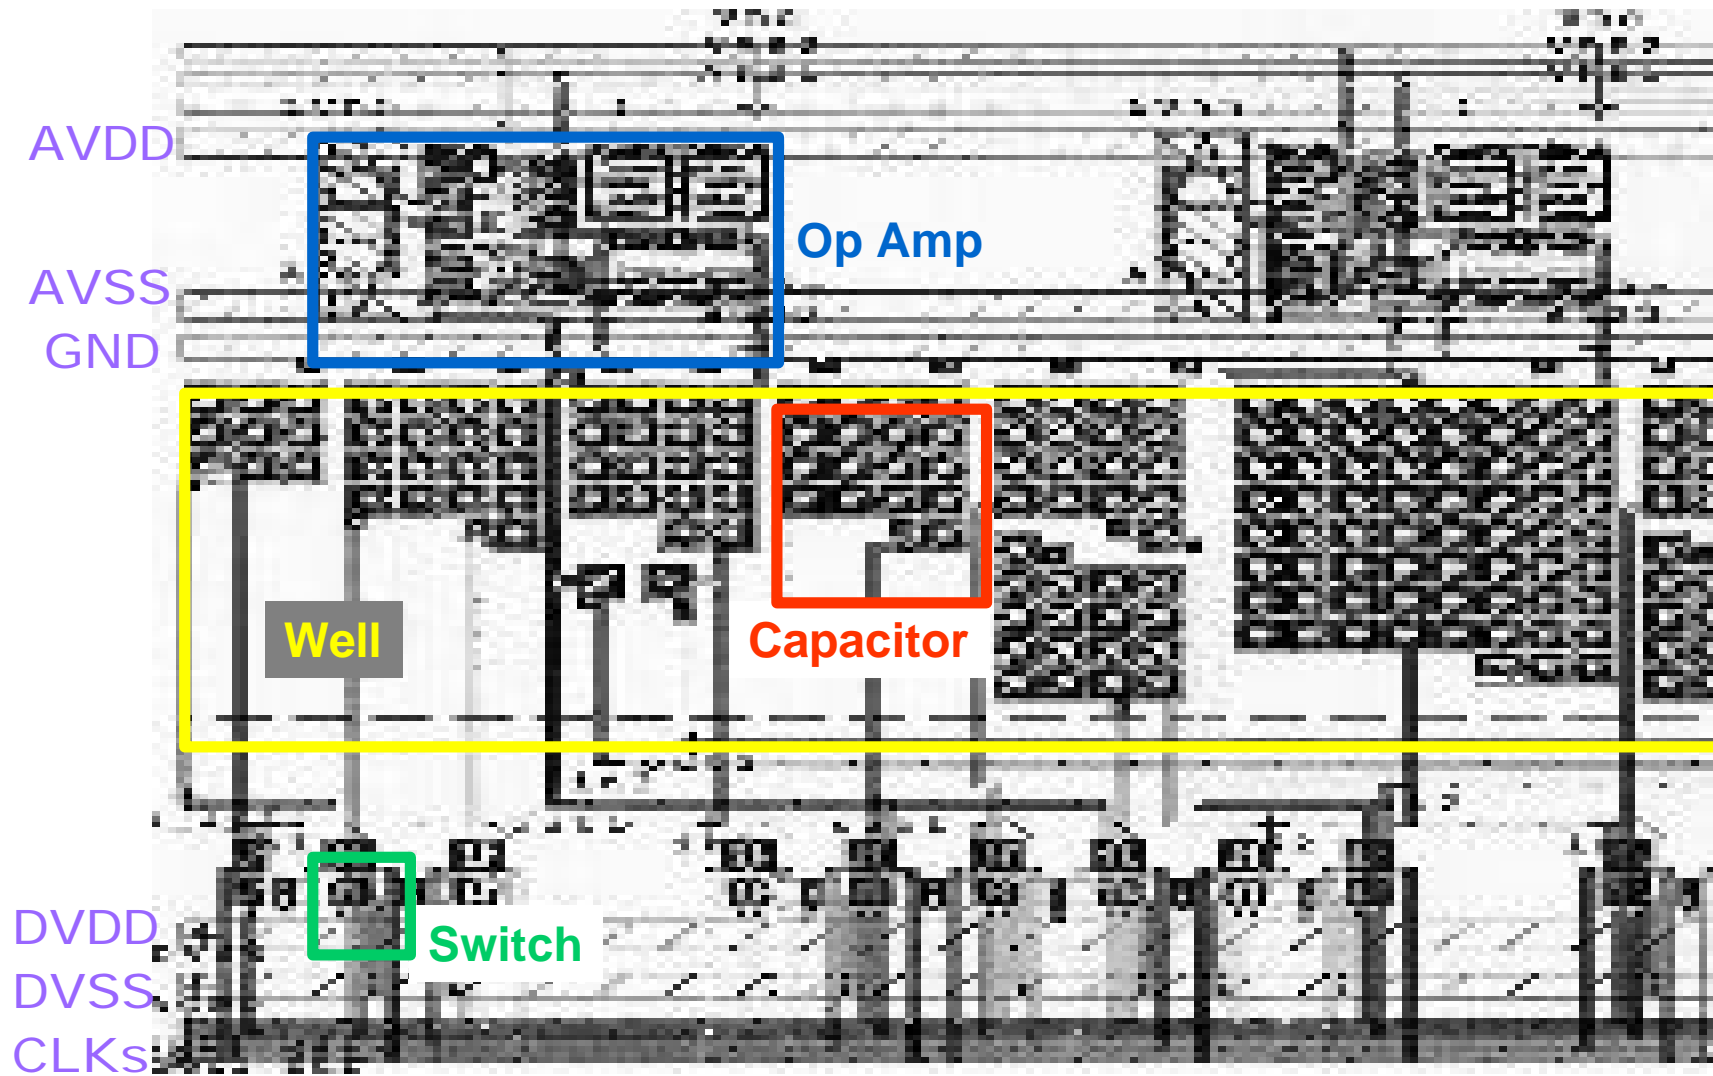 AVDD
Op Amp
AVSS
GND
Well
Capacitor
DVDD
Switch
DVSS
CLKs